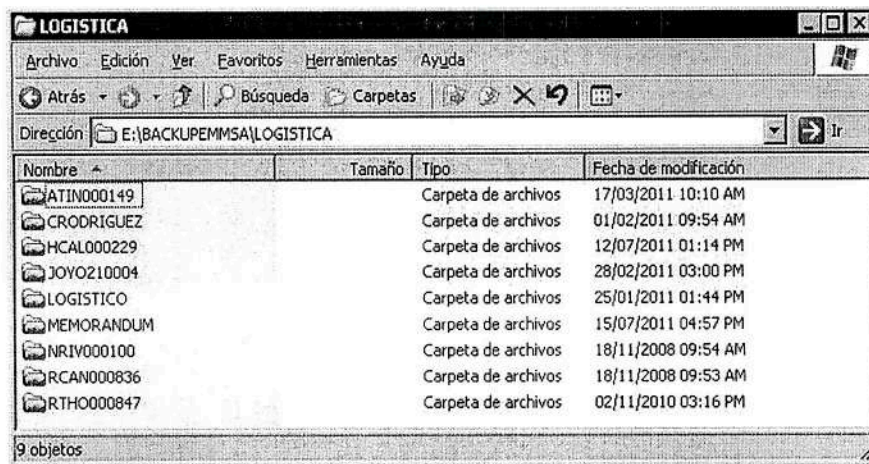 LOGISTICA
Archivo Edición Ver Favoritos Herramientas Ayuda
Atrás Búsqueda Carpetas
Dirección E:\BACKUPEMMSA\LOGISTICA Ir
Nombre Tamaño Tipo Fecha de modificación
ATIN000149 Carpeta de archivos 17/03/2011 10:10 AM
CRODRIGUEZ Carpeta de archivos 01/02/2011 09:54 AM
HCAL000229 Carpeta de archivos 12/07/2011 01:14 PM
JOYO210004 Carpeta de archivos 28/02/2011 03:00 PM
LOGISTICO Carpeta de archivos 25/01/2011 01:44 PM
MEMORANDUM Carpeta de archivos 15/07/2011 04:57 PM
NRIV000100 Carpeta de archivos 18/11/2008 09:54 AM
RCAN000836 Carpeta de archivos 18/11/2008 09:53 AM
RTHO000847 Carpeta de archivos 02/11/2010 03:16 PM
9 objetos